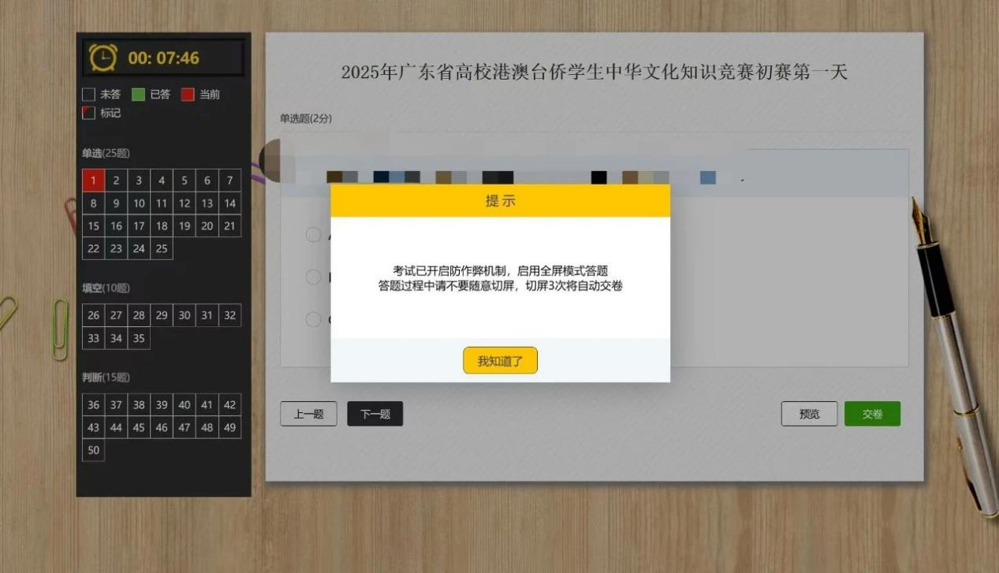 00: 07:46
未答 已答 当前
标记
单选(25题)
1 2 3 4 5 6 7
8 9 10 11 12 13 14
15 16 17 18 19 20 21
22 23 24 25
填空(10题)
26 27 28 29 30 31 32
33 34 35
判断(15题)
36 37 38 39 40 41 42
43 44 45 46 47 48 49
50
2025年广东省高校港澳台侨学生中华文化知识竞赛初赛第一天
单选题(2分)
提示
考试已开启防作弊机制，启用全屏模式答题
答题过程中请不要随意切屏，切屏3次将自动交卷
我知道了
上一题 下一题 预览 交卷